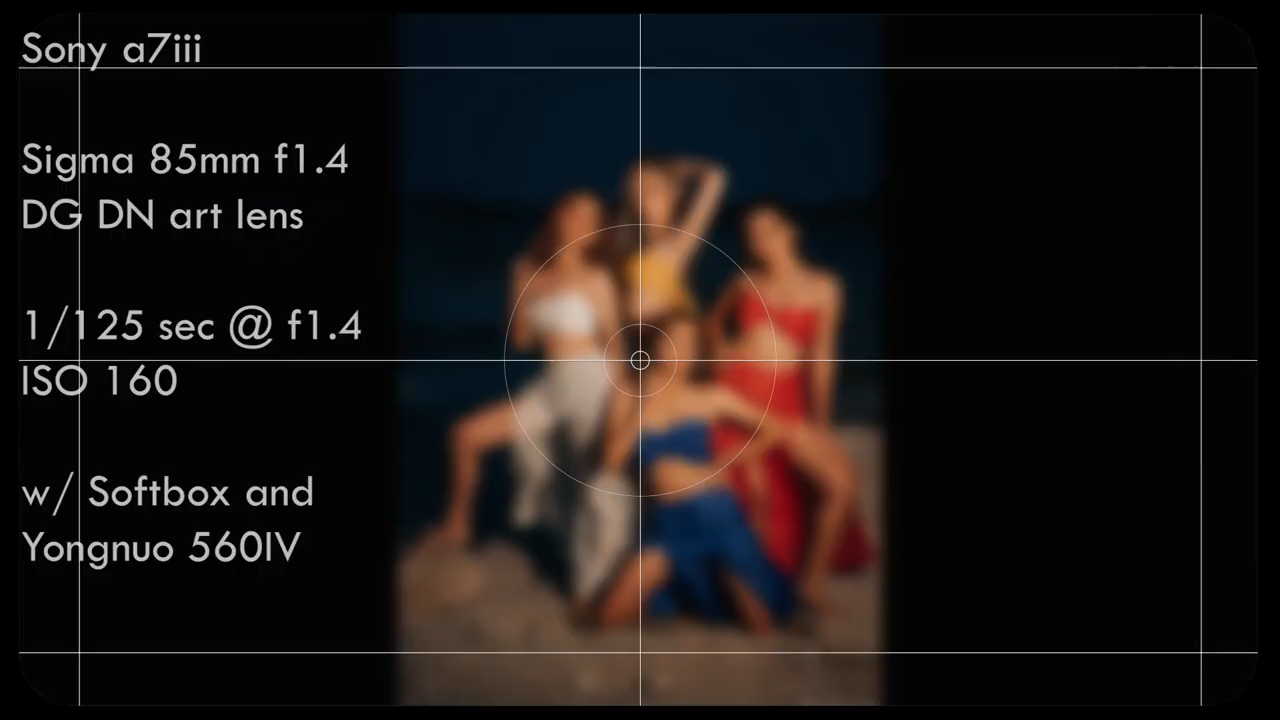 Sony a7iii
Sigma 85mm f1.4
DG DN art lens
1/125 sec @ f1.4
ISO 160
w/ Softbox and
Yongnuo 560IV